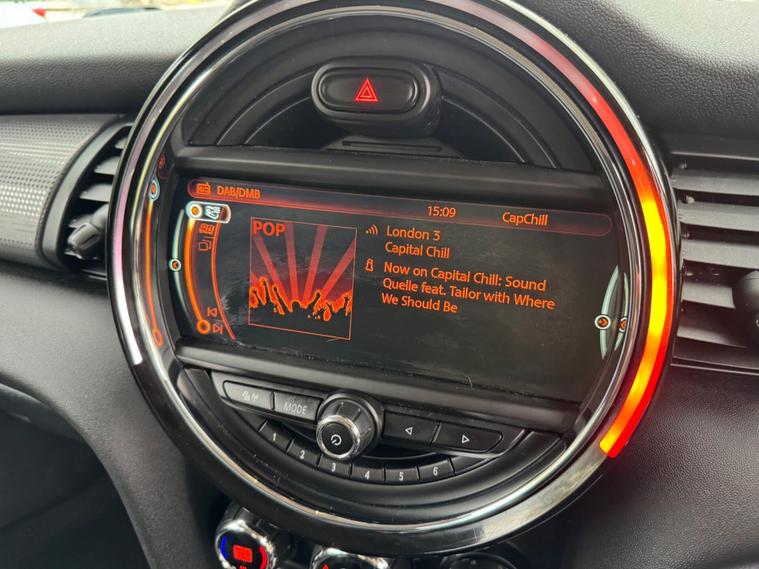 DAB/DMB
15:09 CapChill
POP
London 3
Capital Chill
Now on Capital Chill: Sound
Quelle feat. Tailor with Where
We Should Be
MODE
1 2 3 4 5 6